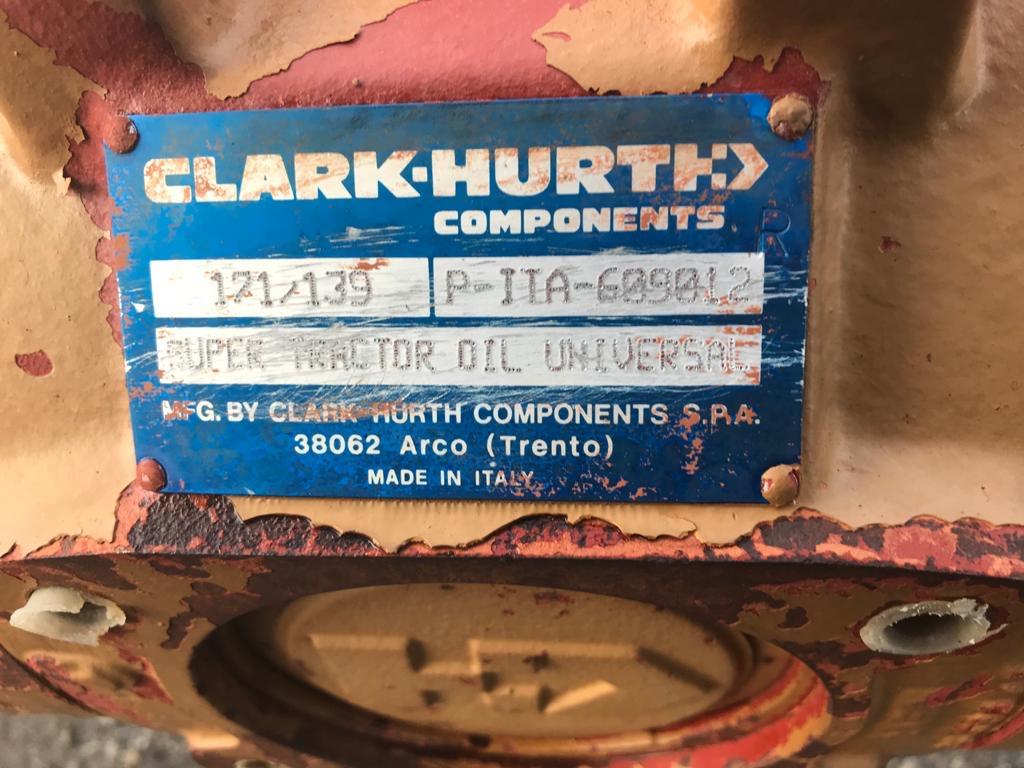 CLARK-HURTH
COMPONENTS
R
171/139 P-ITA-609012
SUPER TRACTOR OIL UNIVERSAL
MFG. BY CLARK-HURTH COMPONENTS S.P.A.
38062 Arco (Trento)
MADE IN ITALY